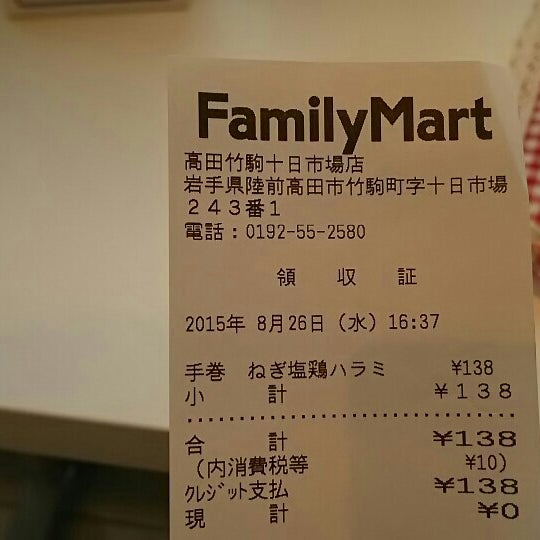 FamilyMart
高田竹駒十日市場店
岩手県陸前高田市竹駒町字十日市場
２４３番１
電話：0192-55-2580
領　収　証
2015年 8月26日（水）16:37
手巻　ねぎ塩鶏ハラミ　¥138
小　計　¥１３８
合　計　¥138
（内消費税等　¥10）
ｸﾚｼﾞｯﾄ支払　¥138
現　計　¥0